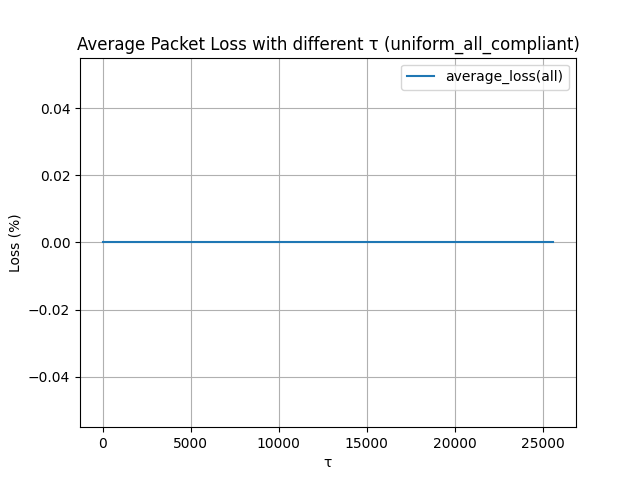 Average Packet Loss with different τ (uniform_all_compliant)
average_loss(all)
0.04
0.02
0.00
−0.02
−0.04
Loss (%)
0 5000 10000 15000 20000 25000
τ